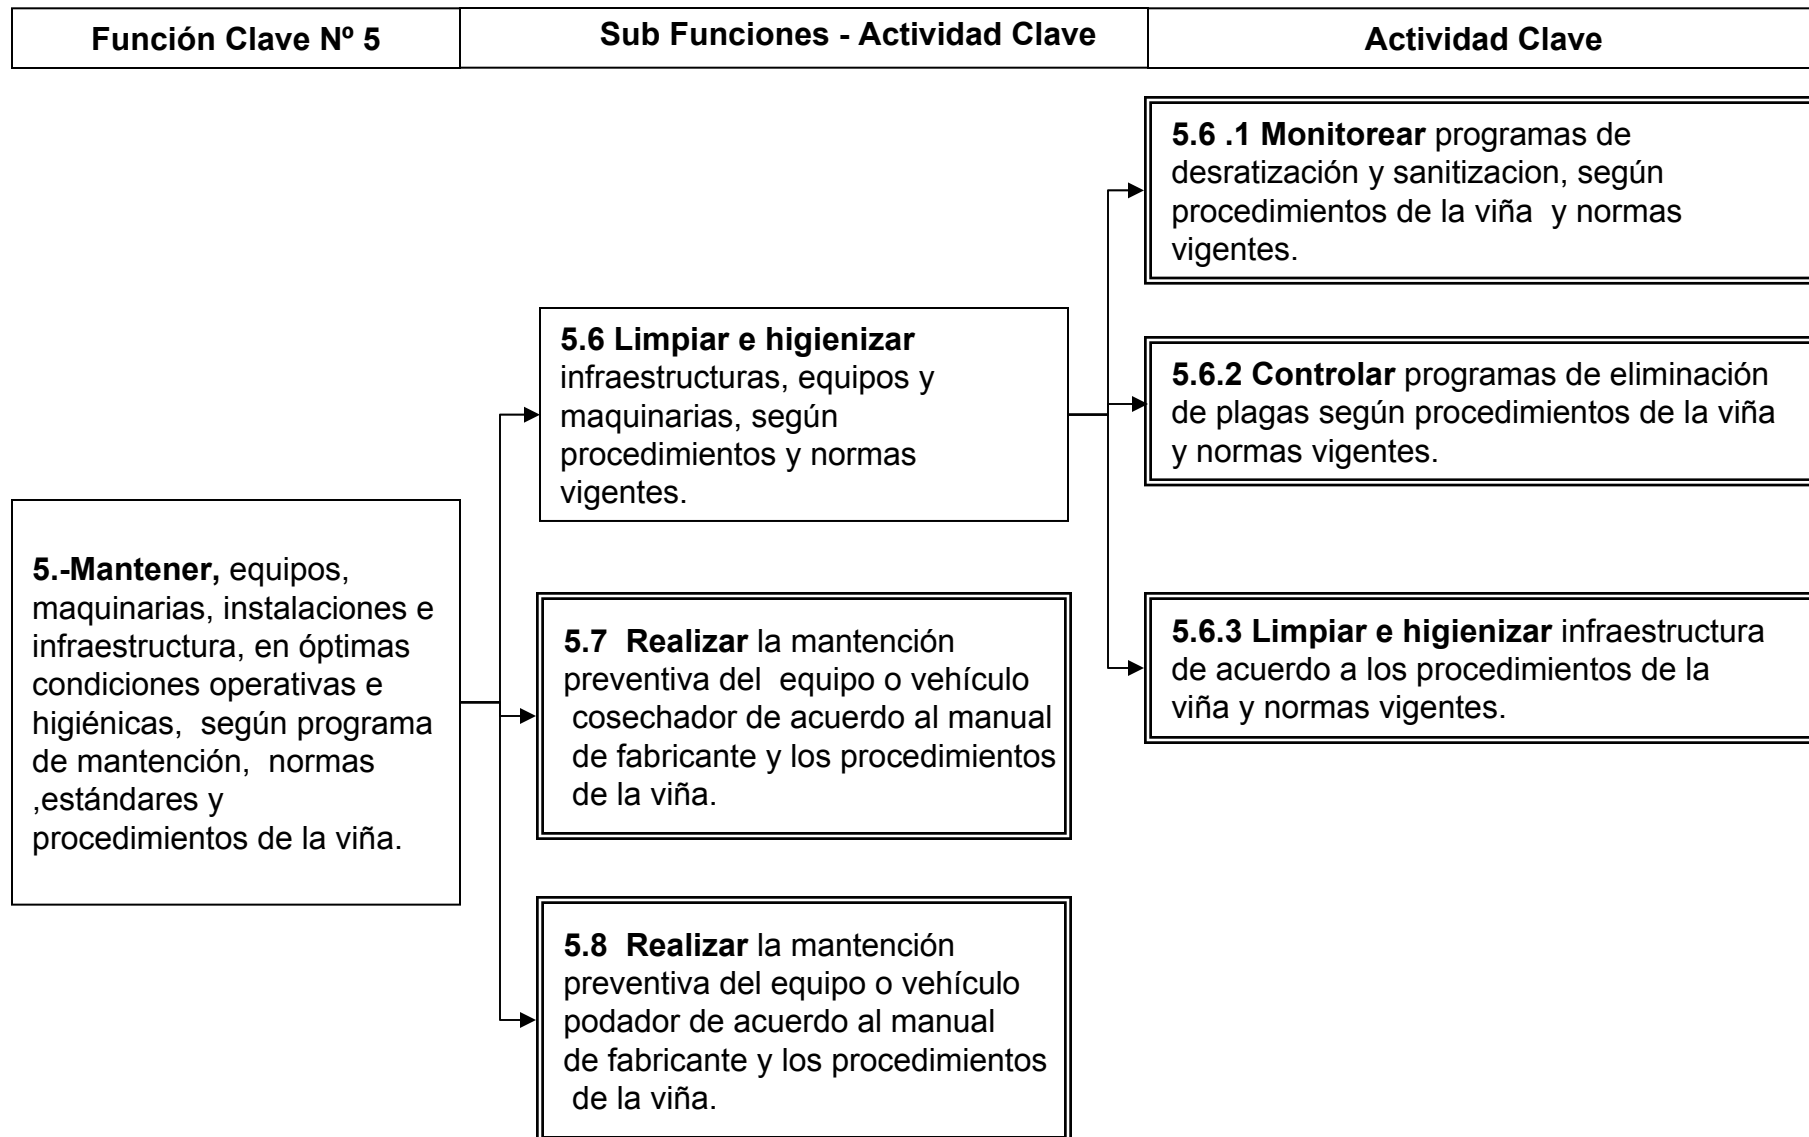 Función Clave Nº 5
Sub Funciones - Actividad Clave
Actividad Clave
5.-Mantener, equipos,
maquinarias, instalaciones e
infraestructura, en óptimas
condiciones operativas e
higiénicas, según programa
de mantención, normas
,estándares y
procedimientos de la viña.
5.6 Limpiar e higienizar
infraestructuras, equipos y
maquinarias, según
procedimientos y normas
vigentes.
5.7 Realizar la mantención
preventiva del equipo o vehículo
cosechador de acuerdo al manual
de fabricante y los procedimientos
de la viña.
5.8 Realizar la mantención
preventiva del equipo o vehículo
podador de acuerdo al manual
de fabricante y los procedimientos
de la viña.
5.6 .1 Monitorear programas de
desratización y sanitizacion, según
procedimientos de la viña y normas
vigentes.
5.6.2 Controlar programas de eliminación
de plagas según procedimientos de la viña
y normas vigentes.
5.6.3 Limpiar e higienizar infraestructura
de acuerdo a los procedimientos de la
viña y normas vigentes.